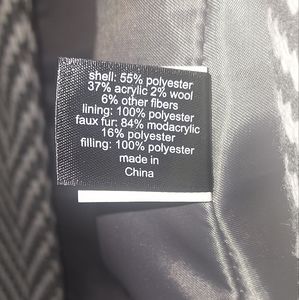 shell: 55% polyester
37% acrylic 2% wool
6% other fibers
lining: 100% polyester
faux fur: 84% modacrylic
16% polyester
filling: 100% polyester
made in
China